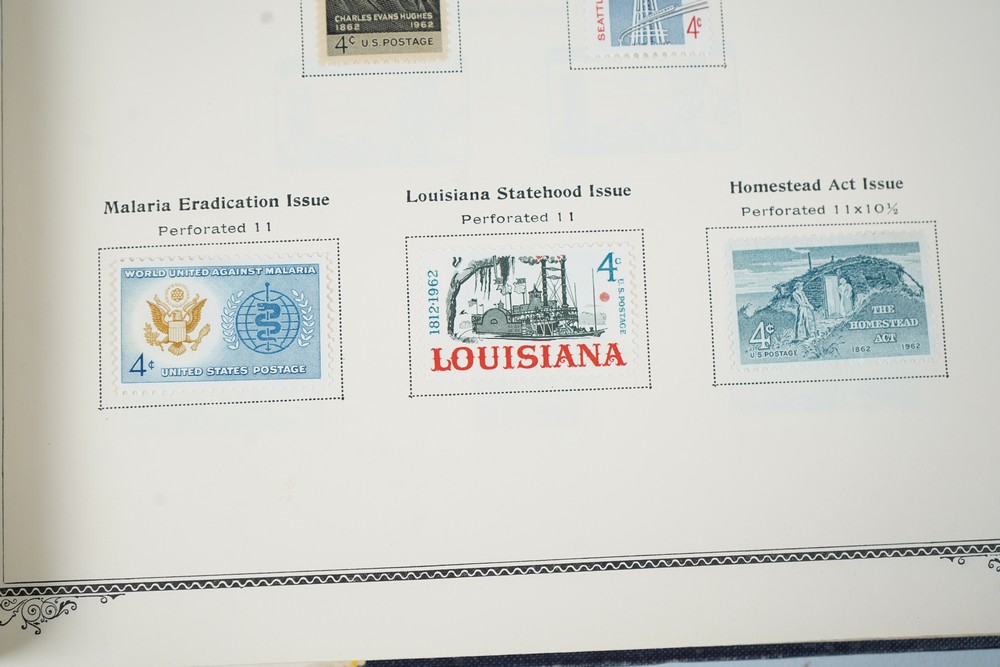 CHARLES EVANS HUGHES
1862 1962
4¢ U.S. POSTAGE
SEATTLE
4¢
Malaria Eradication Issue
Perforated 11
WORLD UNITED AGAINST MALARIA
4¢ UNITED STATES POSTAGE
Louisiana Statehood Issue
Perforated 11
1812·1962
4c
U.S. POSTAGE
LOUISIANA
Homestead Act Issue
Perforated 11x10½
THE
HOMESTEAD
ACT
4¢
U.S. POSTAGE
1862 1962